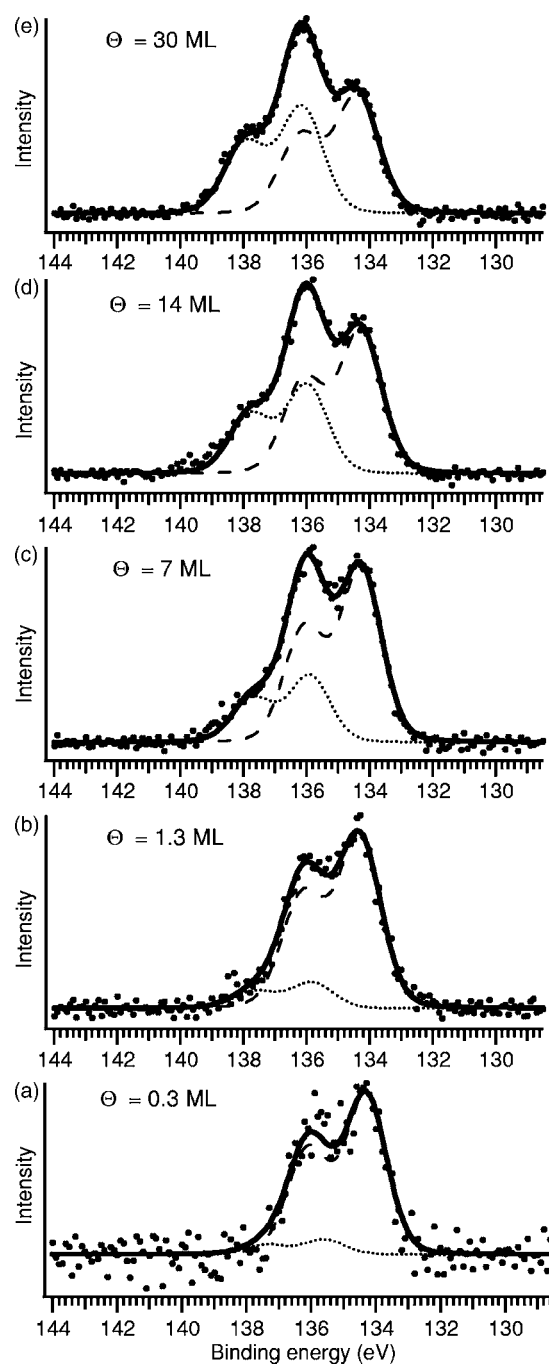 (e) Θ = 30 ML
Intensity
144 142 140 138 136 134 132 130
(d) Θ = 14 ML
Intensity
144 142 140 138 136 134 132 130
(c) Θ = 7 ML
Intensity
144 142 140 138 136 134 132 130
(b) Θ = 1.3 ML
Intensity
144 142 140 138 136 134 132 130
(a) Θ = 0.3 ML
Intensity
144 142 140 138 136 134 132 130
Binding energy (eV)